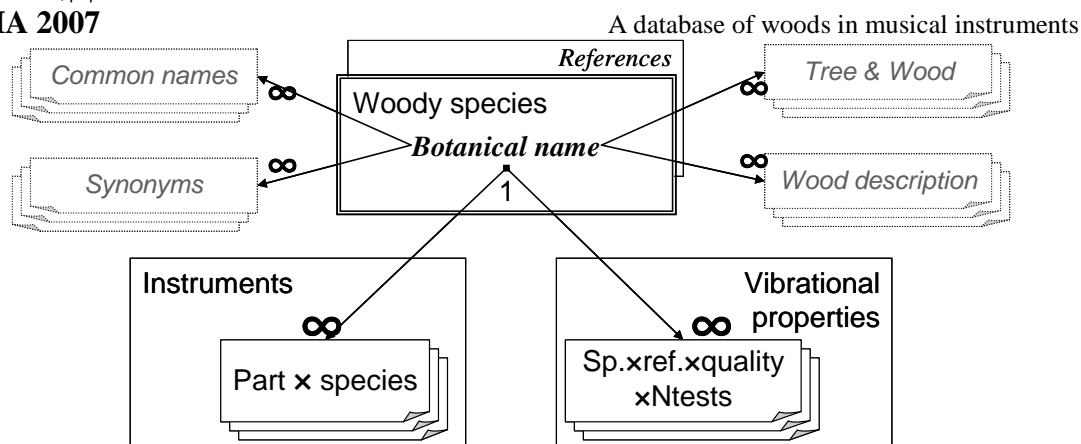 MA 2007
A database of woods in musical instruments
References
Common names
∞
Woody species
Botanical name
1
Tree & Wood
∞
Synonyms
∞
Wood description
∞
Instruments
∞
Part × species
Vibrational
properties
∞
Sp.×ref.×quality
×Ntests